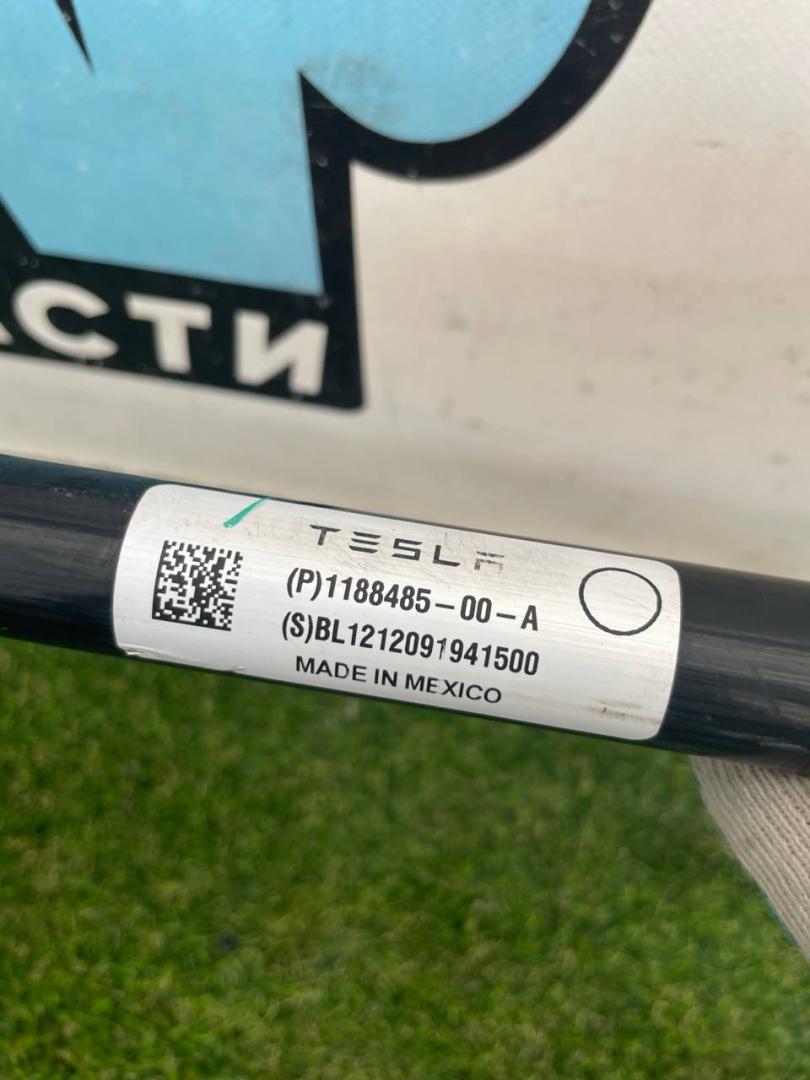 АСТИ
TESLA
(P)1188485-00-A
(S)BL1212091941500
MADE IN MEXICO